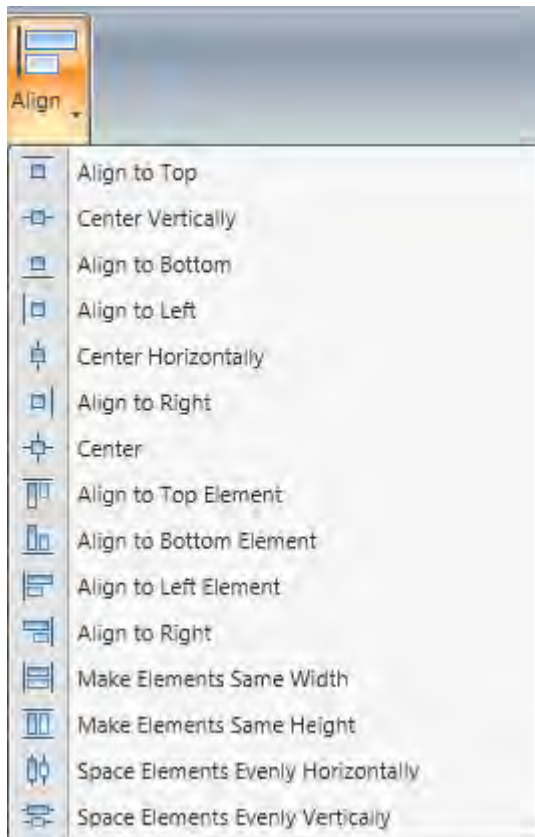 Align
Align to Top
Center Vertically
Align to Bottom
Align to Left
Center Horizontally
Align to Right
Center
Align to Top Element
Align to Bottom Element
Align to Left Element
Align to Right
Make Elements Same Width
Make Elements Same Height
Space Elements Evenly Horizontally
Space Elements Evenly Vertically